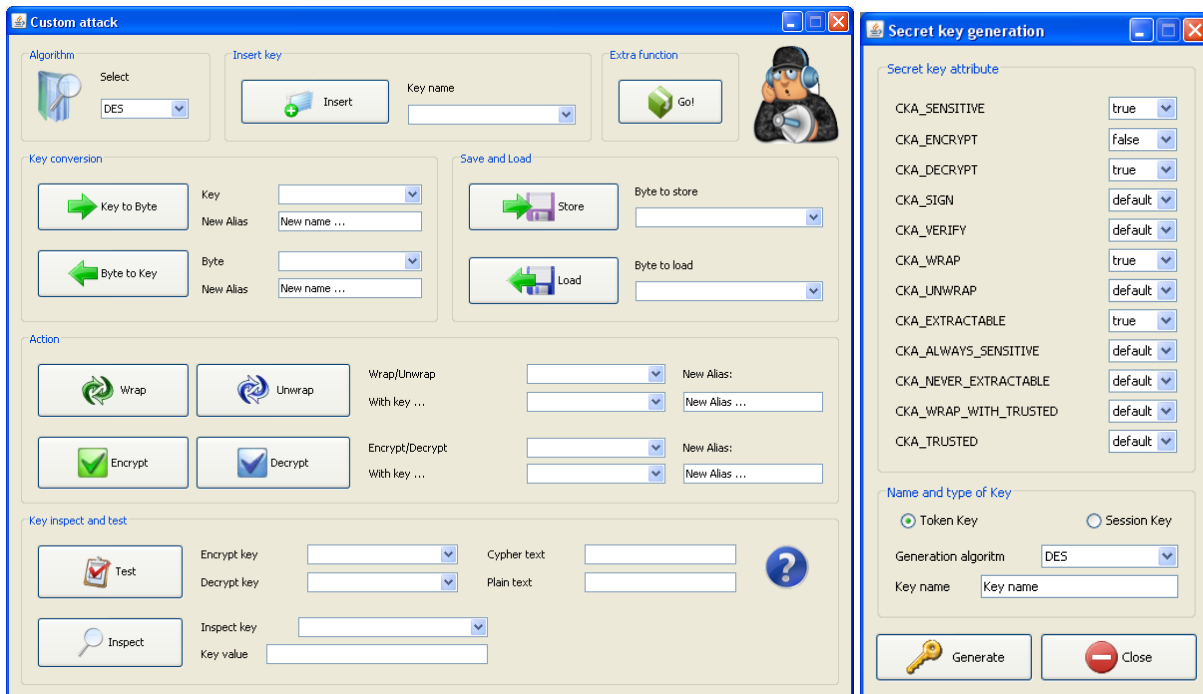 Custom attack
Algorithm
Select
DES
Insert key
Insert
Key name
Extra function
Go!
Key conversion
Key to Byte
Key
New Alias
New name ...
Byte to Key
Byte
New Alias
New name ...
Save and Load
Store
Byte to store
Load
Byte to load
Action
Wrap
Unwrap
Wrap/Unwrap
New Alias:
With key ...
New Alias ...
Encrypt
Decrypt
Encrypt/Decrypt
New Alias:
With key ...
New Alias ...
Key inspect and test
Test
Encrypt key
Cypher text
Decrypt key
Plain text
?
Inspect
Inspect key
Key value
Secret key generation
Secret key attribute
CKA_SENSITIVE true
CKA_ENCRYPT false
CKA_DECRYPT true
CKA_SIGN default
CKA_VERIFY default
CKA_WRAP true
CKA_UNWRAP default
CKA_EXTRACTABLE true
CKA_ALWAYS_SENSITIVE default
CKA_NEVER_EXTRACTABLE default
CKA_WRAP_WITH_TRUSTED default
CKA_TRUSTED default
Name and type of Key
Token Key Session Key
Generation algoritm DES
Key name Key name
Generate Close